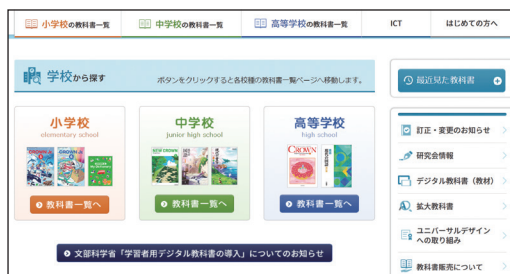 小学校の教科書一覧
中学校の教科書一覧
高等学校の教科書一覧
ICT
はじめての方へ
学校から探す
ボタンをクリックすると各校種の教科書一覧ページへ移動します。
小学校
elementary school
教科書一覧へ
中学校
junior high school
NEW CROWN
教科書一覧へ
高等学校
high school
CROWN
教科書一覧へ
文部科学省「学習者用デジタル教科書の導入」についてのお知らせ
最近見た教科書
訂正・変更のお知らせ
研究会情報
デジタル教科書（教材）
拡大教科書
ユニバーサルデザイン
への取り組み
教科書販売について